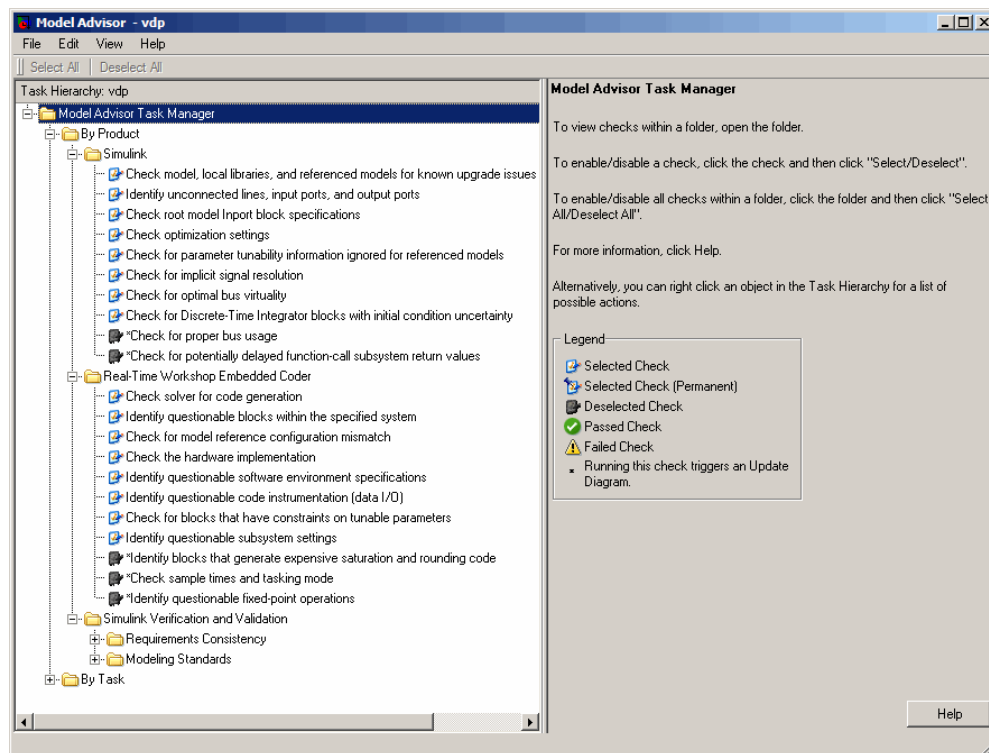 Model Advisor - vdp
File Edit View Help
Select All Deselect All
Task Hierarchy: vdp
Model Advisor Task Manager
By Product
Simulink
Check model, local libraries, and referenced models for known upgrade issues
Identify unconnected lines, input ports, and output ports
Check root model Inport block specifications
Check optimization settings
Check for parameter tunability information ignored for referenced models
Check for implicit signal resolution
Check for optimal bus virtuality
Check for Discrete-Time Integrator blocks with initial condition uncertainty
*Check for proper bus usage
*Check for potentially delayed function-call subsystem return values
Real-Time Workshop Embedded Coder
Check solver for code generation
Identify questionable blocks within the specified system
Check for model reference configuration mismatch
Check the hardware implementation
Identify questionable software environment specifications
Identify questionable code instrumentation (data I/O)
Check for blocks that have constraints on tunable parameters
Identify questionable subsystem settings
*Identify blocks that generate expensive saturation and rounding code
*Check sample times and tasking mode
*Identify questionable fixed-point operations
Simulink Verification and Validation
Requirements Consistency
Modeling Standards
By Task
Model Advisor Task Manager
To view checks within a folder, open the folder.
To enable/disable a check, click the check and then click "Select/Deselect".
To enable/disable all checks within a folder, click the folder and then click "Select
All/Deselect All".
For more information, click Help.
Alternatively, you can right click an object in the Task Hierarchy for a list of
possible actions.
Legend
Selected Check
Selected Check (Permanent)
Deselected Check
Passed Check
Failed Check
* Running this check triggers an Update
Diagram.
Help